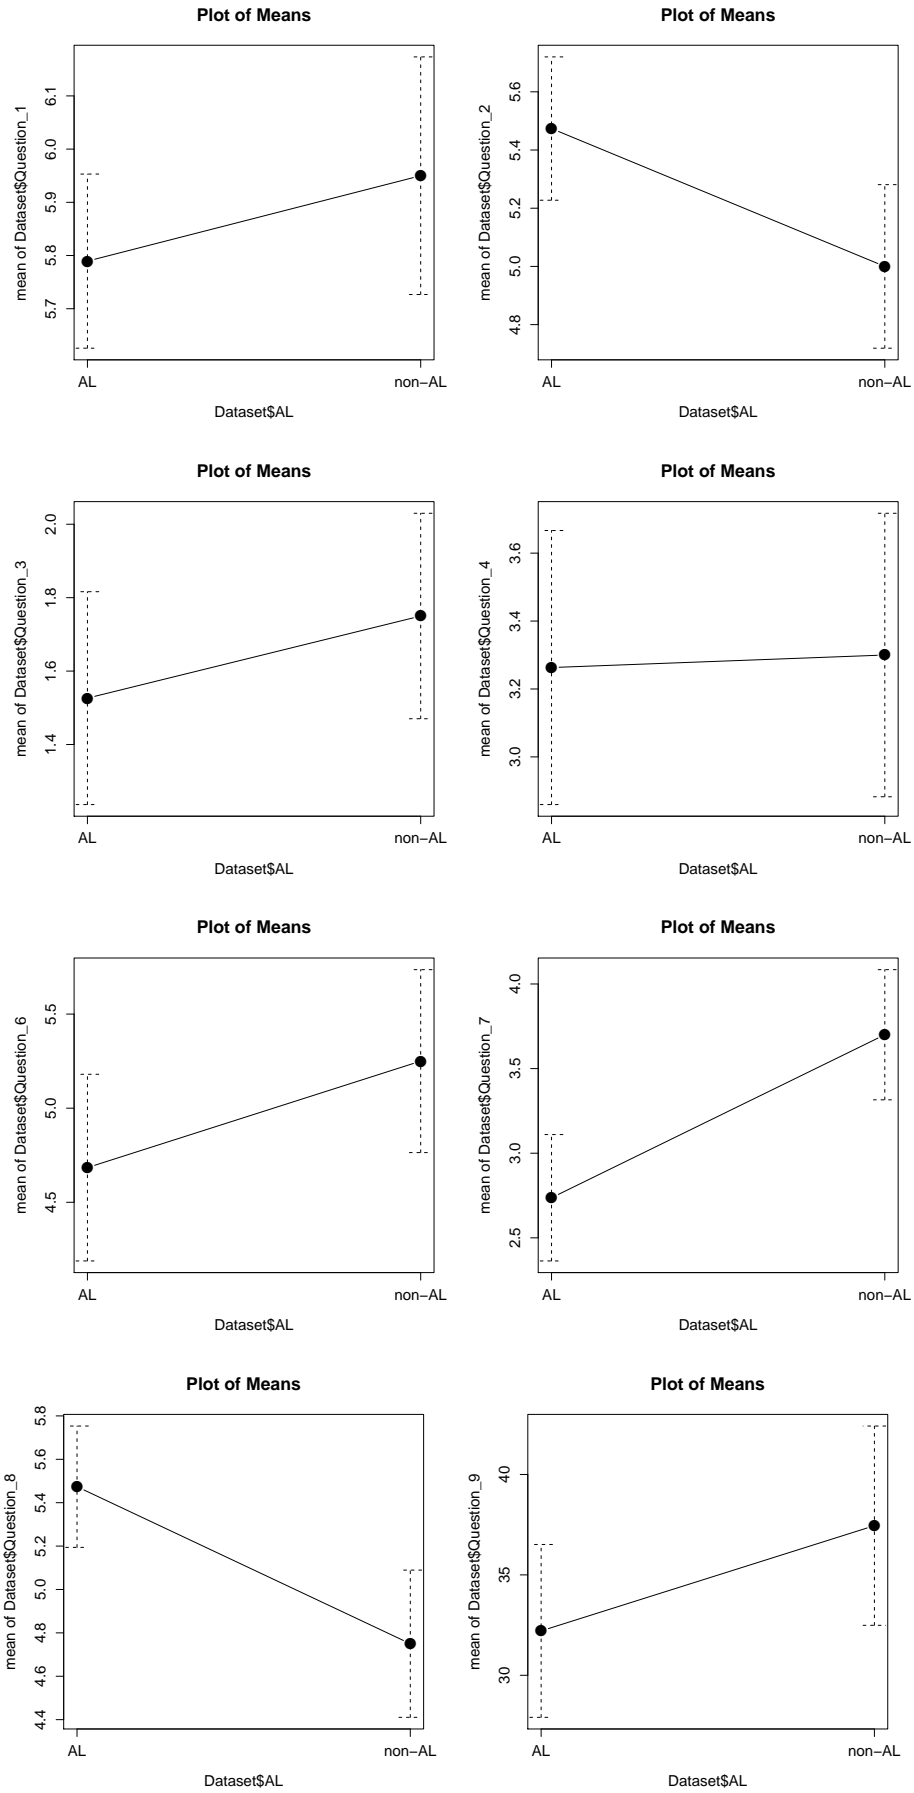 Plot of Means
mean of Dataset$Question_1
6.1
6.0
5.9
5.8
5.7
AL
non−AL
Dataset$AL
Plot of Means
mean of Dataset$Question_2
5.6
5.4
5.2
5.0
4.8
AL
non−AL
Dataset$AL
Plot of Means
mean of Dataset$Question_3
2.0
1.8
1.6
1.4
AL
non−AL
Dataset$AL
Plot of Means
mean of Dataset$Question_4
3.6
3.4
3.2
3.0
AL
non−AL
Dataset$AL
Plot of Means
mean of Dataset$Question_6
5.5
5.0
4.5
AL
non−AL
Dataset$AL
Plot of Means
mean of Dataset$Question_7
4.0
3.5
3.0
2.5
AL
non−AL
Dataset$AL
Plot of Means
mean of Dataset$Question_8
5.8
5.6
5.4
5.2
5.0
4.8
4.6
4.4
AL
non−AL
Dataset$AL
Plot of Means
mean of Dataset$Question_9
40
35
30
AL
non−AL
Dataset$AL